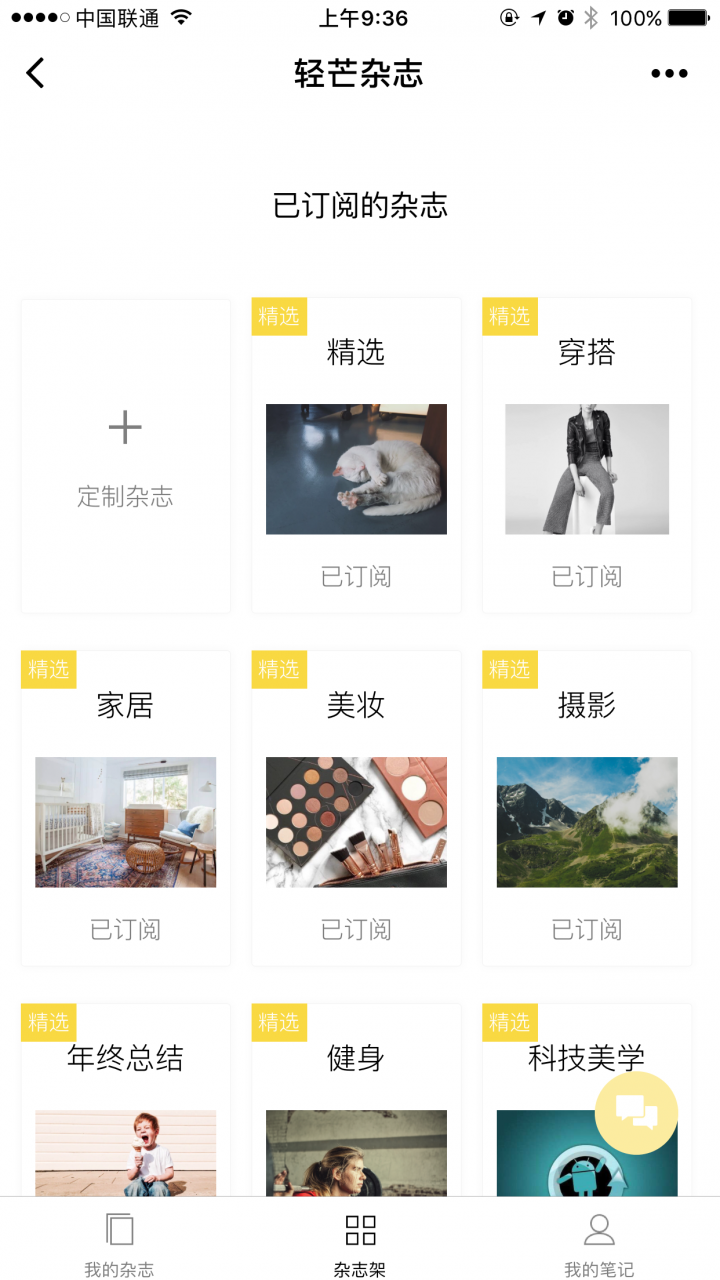 中国联通 上午9:36 100%
轻芒杂志
已订阅的杂志
定制杂志
精选
精选
已订阅
精选
穿搭
已订阅
精选
家居
已订阅
精选
美妆
已订阅
精选
摄影
已订阅
精选
年终总结
精选
健身
精选
科技美学
我的杂志
杂志架
我的笔记